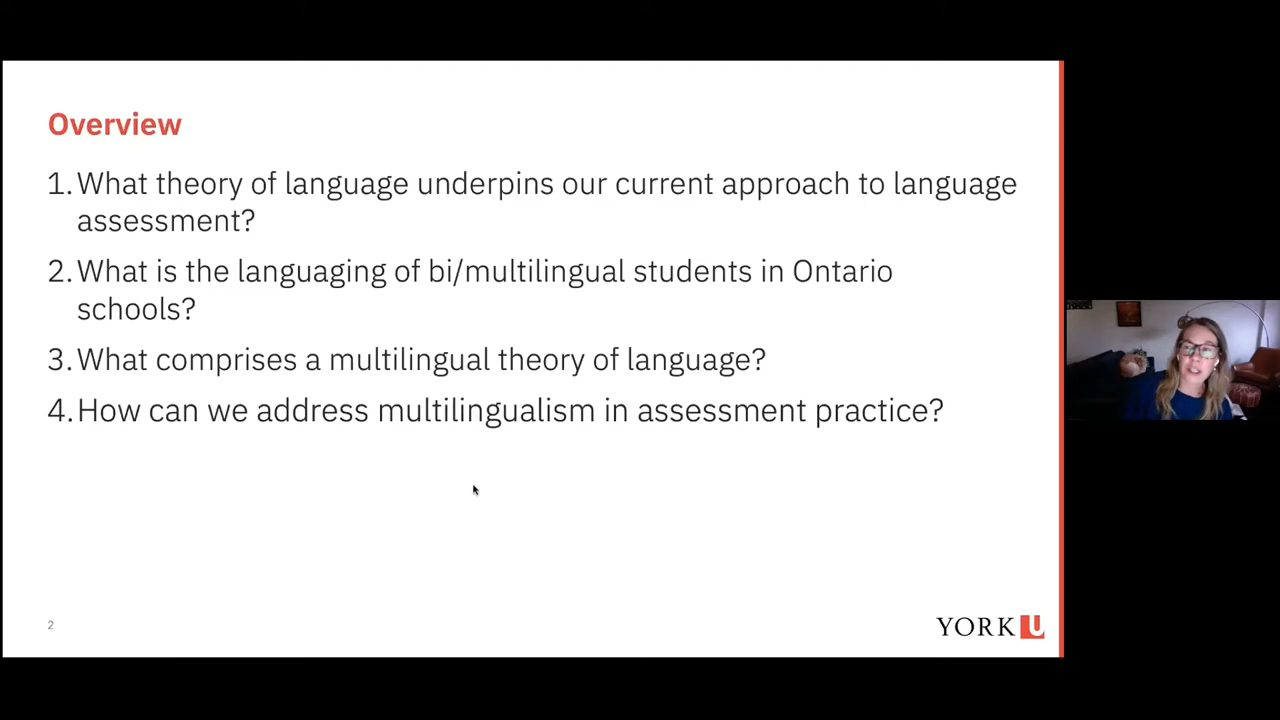 Overview
1. What theory of language underpins our current approach to language
assessment?
2. What is the languaging of bi/multilingual students in Ontario
schools?
3. What comprises a multilingual theory of language?
4. How can we address multilingualism in assessment practice?
2
YORK U